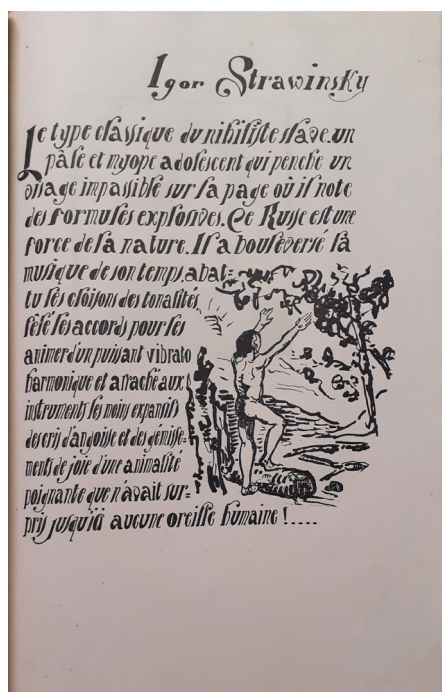 Igor Strawinsky
Le type classique du nihiliste slave. un
pâle et myope adolescent qui penche un
visage impassible sur la page où il note
des formules explosives. Ce Russe est une
force de la nature. Il a bouleversé la
musique de son temps, abat=
tu les cloisons des tonalités,
fêlé les accords pour les
animer d'un puissant vibrato
harmonique et arraché aux
instruments les moins expansifs
des cris d'angoisse et des gémisse=
ments de joie d'une animalité
poignante que n'avait sur=
pris jusqu'ïà aucune oreille humaine !....